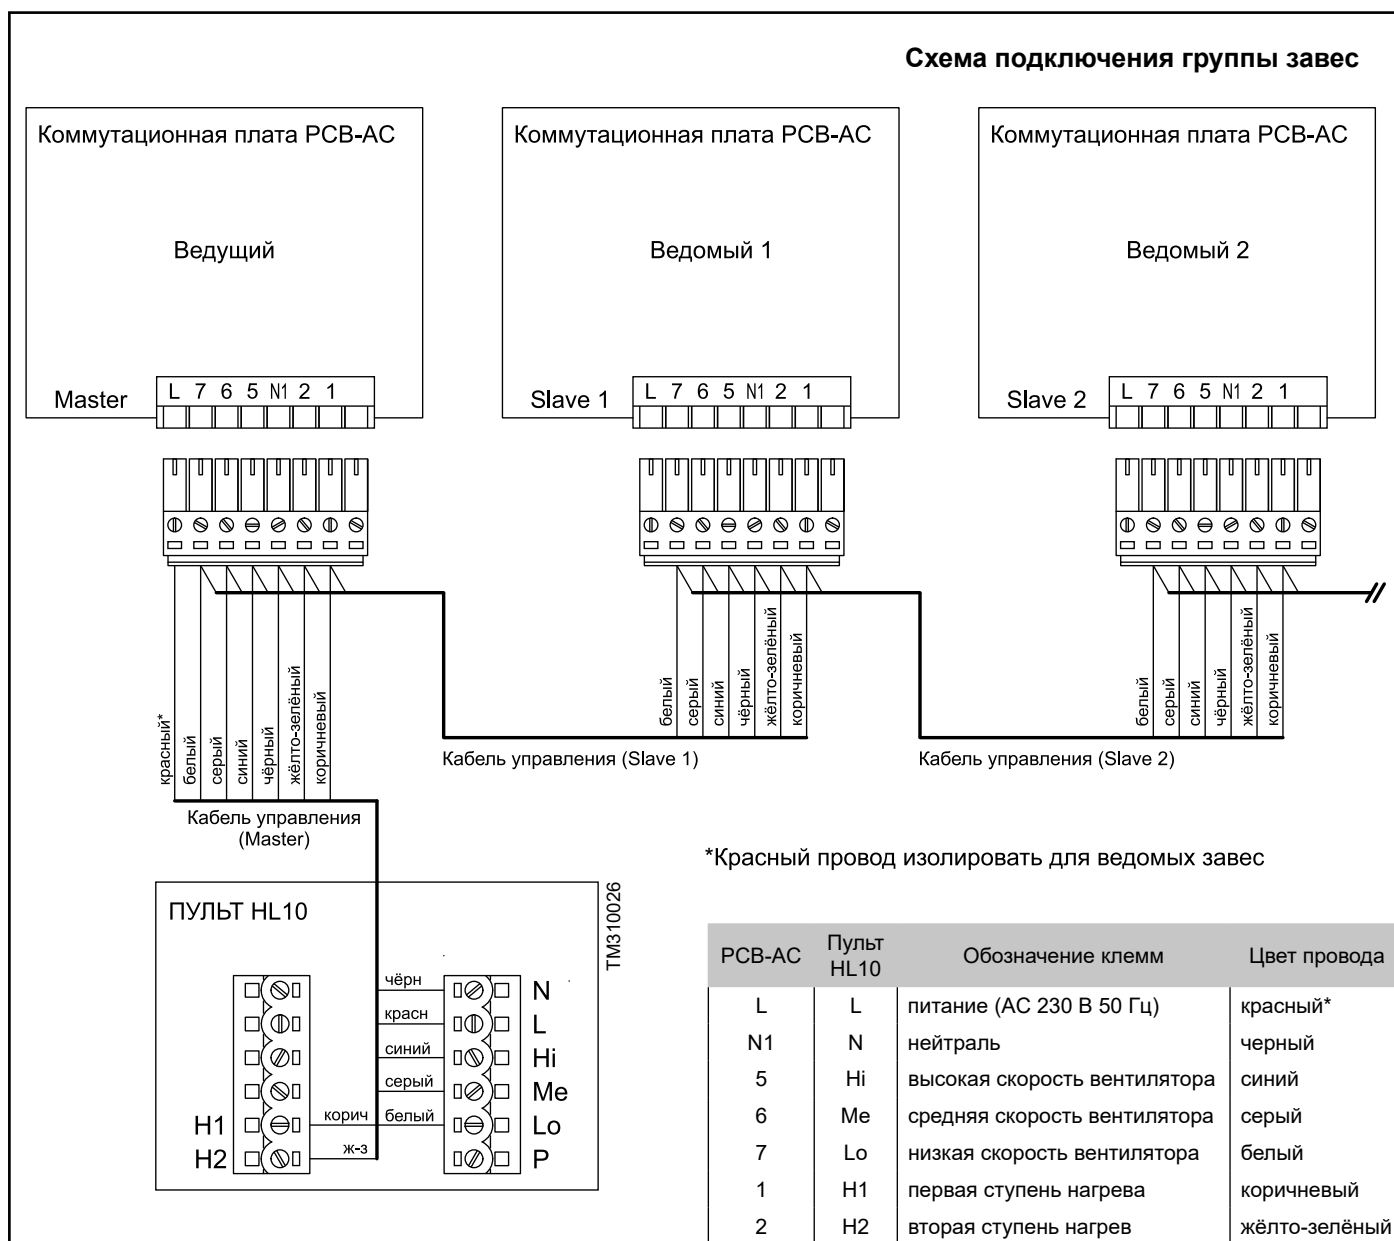 Схема подключения группы завес
Коммутационная плата PCB-AC
Ведущий
Master
L 7 6 5 N1 2 1
Коммутационная плата PCB-AC
Ведомый 1
Slave 1
L 7 6 5 N1 2 1
Коммутационная плата PCB-AC
Ведомый 2
Slave 2
L 7 6 5 N1 2 1
красный*
белый
серый
синий
чёрный
жёлто-зелёный
коричневый
Кабель управления
(Master)
белый
серый
синий
чёрный
жёлто-зелёный
коричневый
Кабель управления (Slave 1)
белый
серый
синий
чёрный
жёлто-зелёный
коричневый
Кабель управления (Slave 2)
*Красный провод изолировать для ведомых завес
ПУЛЬТ HL10
TM310026
чёрн N
красн L
синий Hi
серый Me
H1 корич белый Lo
H2 ж-з P
PCB-AC Пульт HL10 Обозначение клемм Цвет провода
L L питание (AC 230 В 50 Гц) красный*
N1 N нейтраль черный
5 Hi высокая скорость вентилятора синий
6 Me средняя скорость вентилятора серый
7 Lo низкая скорость вентилятора белый
1 H1 первая ступень нагрева коричневый
2 H2 вторая ступень нагрев жёлто-зелёный